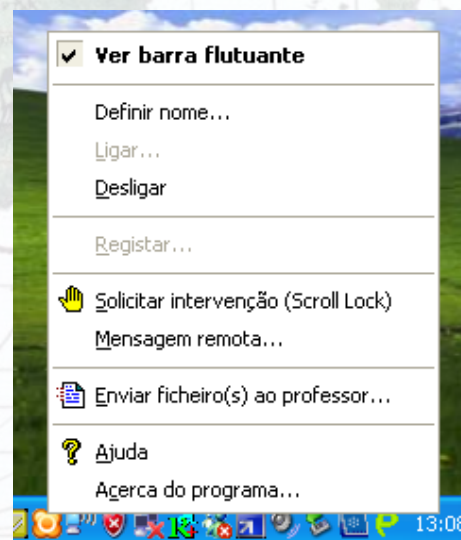 Ver barra flutuante
Definir nome...
Ligar...
Desligar
Registar...
Solicitar intervenção (Scroll Lock)
Mensagem remota...
Enviar ficheiro(s) ao professor...
Ajuda
Acerca do programa...
13:08